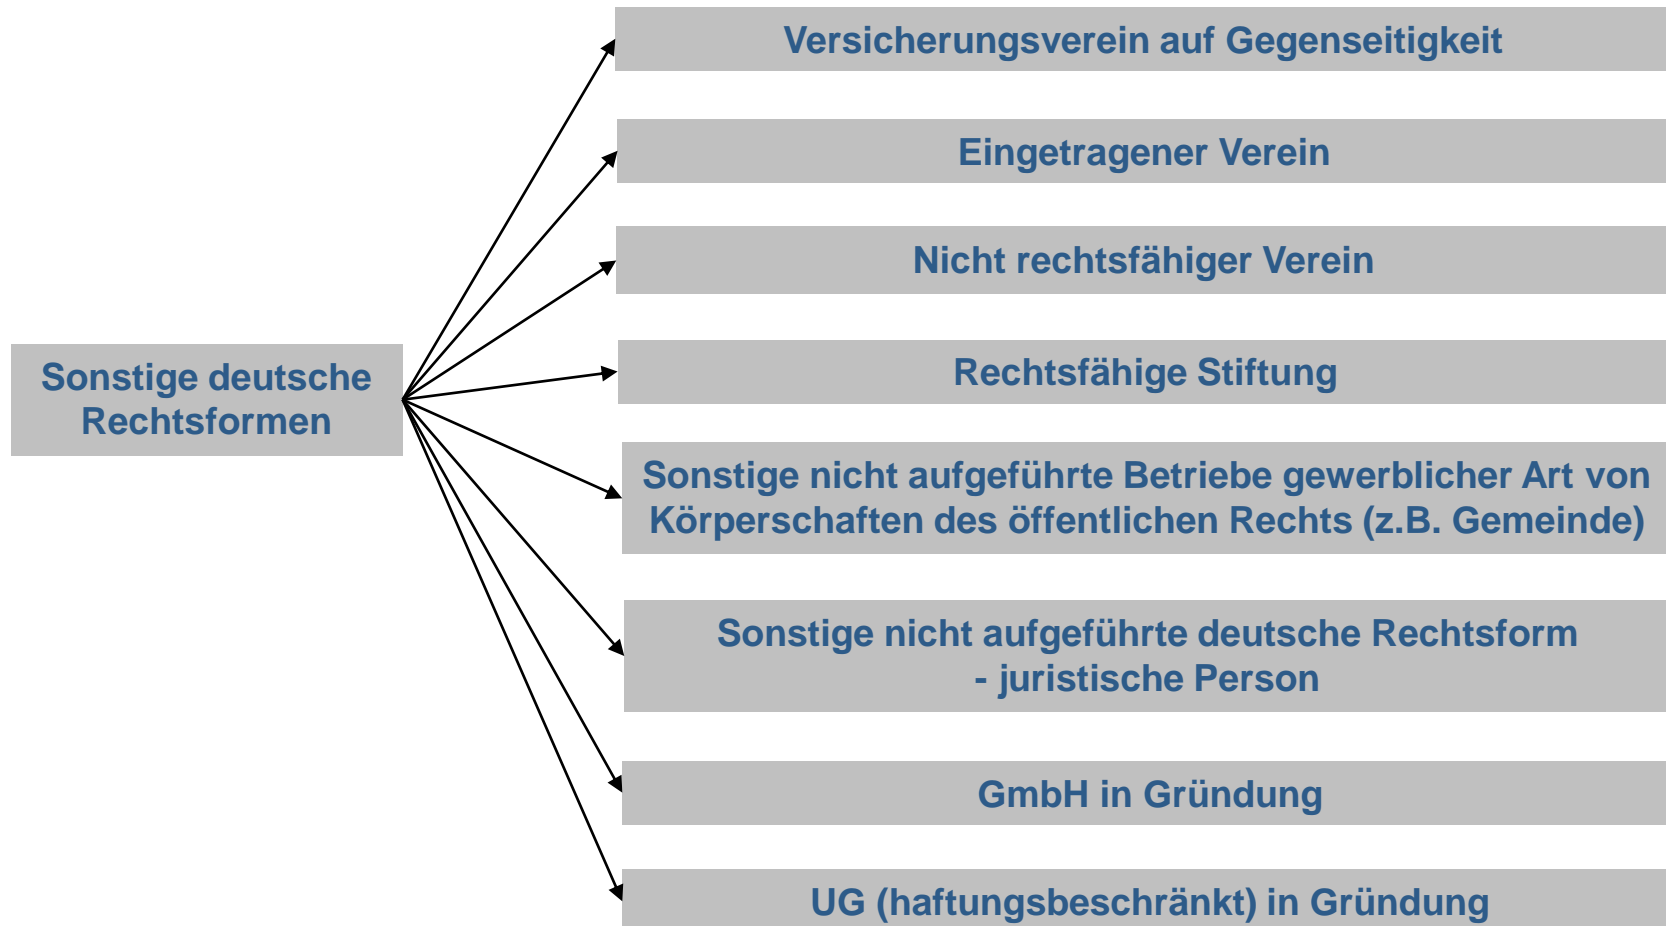 Versicherungsverein auf Gegenseitigkeit
Eingetragener Verein
Nicht rechtsfähiger Verein
Sonstige deutsche
Rechtsformen
Rechtsfähige Stiftung
Sonstige nicht aufgeführte Betriebe gewerblicher Art von
Körperschaften des öffentlichen Rechts (z.B. Gemeinde)
Sonstige nicht aufgeführte deutsche Rechtsform
- juristische Person
GmbH in Gründung
UG (haftungsbeschränkt) in Gründung